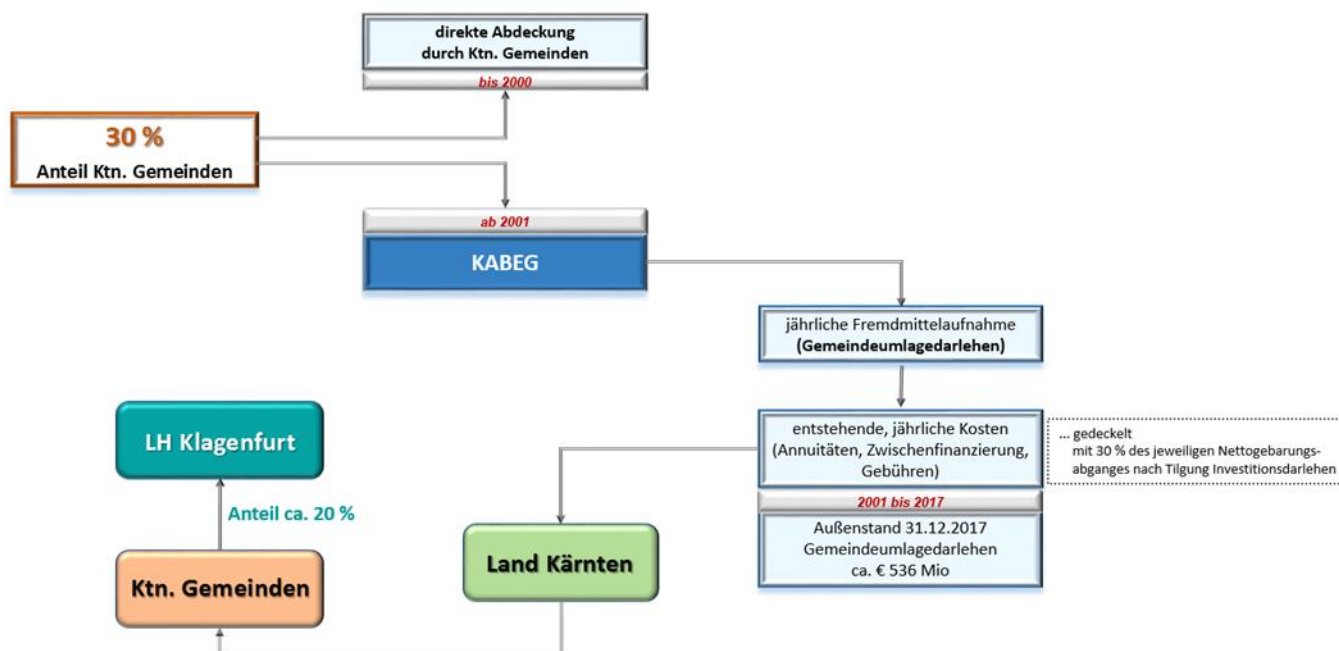 direkte Abdeckung
durch Ktn. Gemeinden
bis 2000
30 %
Anteil Ktn. Gemeinden
ab 2001
KABEG
jährliche Fremdmittelaufnahme
(Gemeindeumlagedarlehen)
entstehende, jährliche Kosten
(Annuitäten, Zwischenfinanzierung,
Gebühren)
... gedeckelt
mit 30 % des jeweiligen Nettogebarungs-
abganges nach Tilgung Investitionsdarlehen
2001 bis 2017
Außenstand 31.12.2017
Gemeindeumlagedarlehen
ca. € 536 Mio
LH Klagenfurt
Anteil ca. 20 %
Ktn. Gemeinden
Land Kärnten